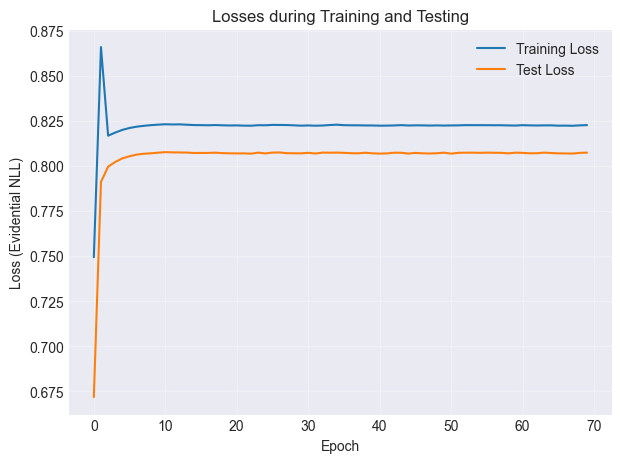 Losses during Training and Testing
Training Loss
Test Loss
Loss (Evidential NLL)
0.875
0.850
0.825
0.800
0.775
0.750
0.725
0.700
0.675
0 10 20 30 40 50 60 70
Epoch